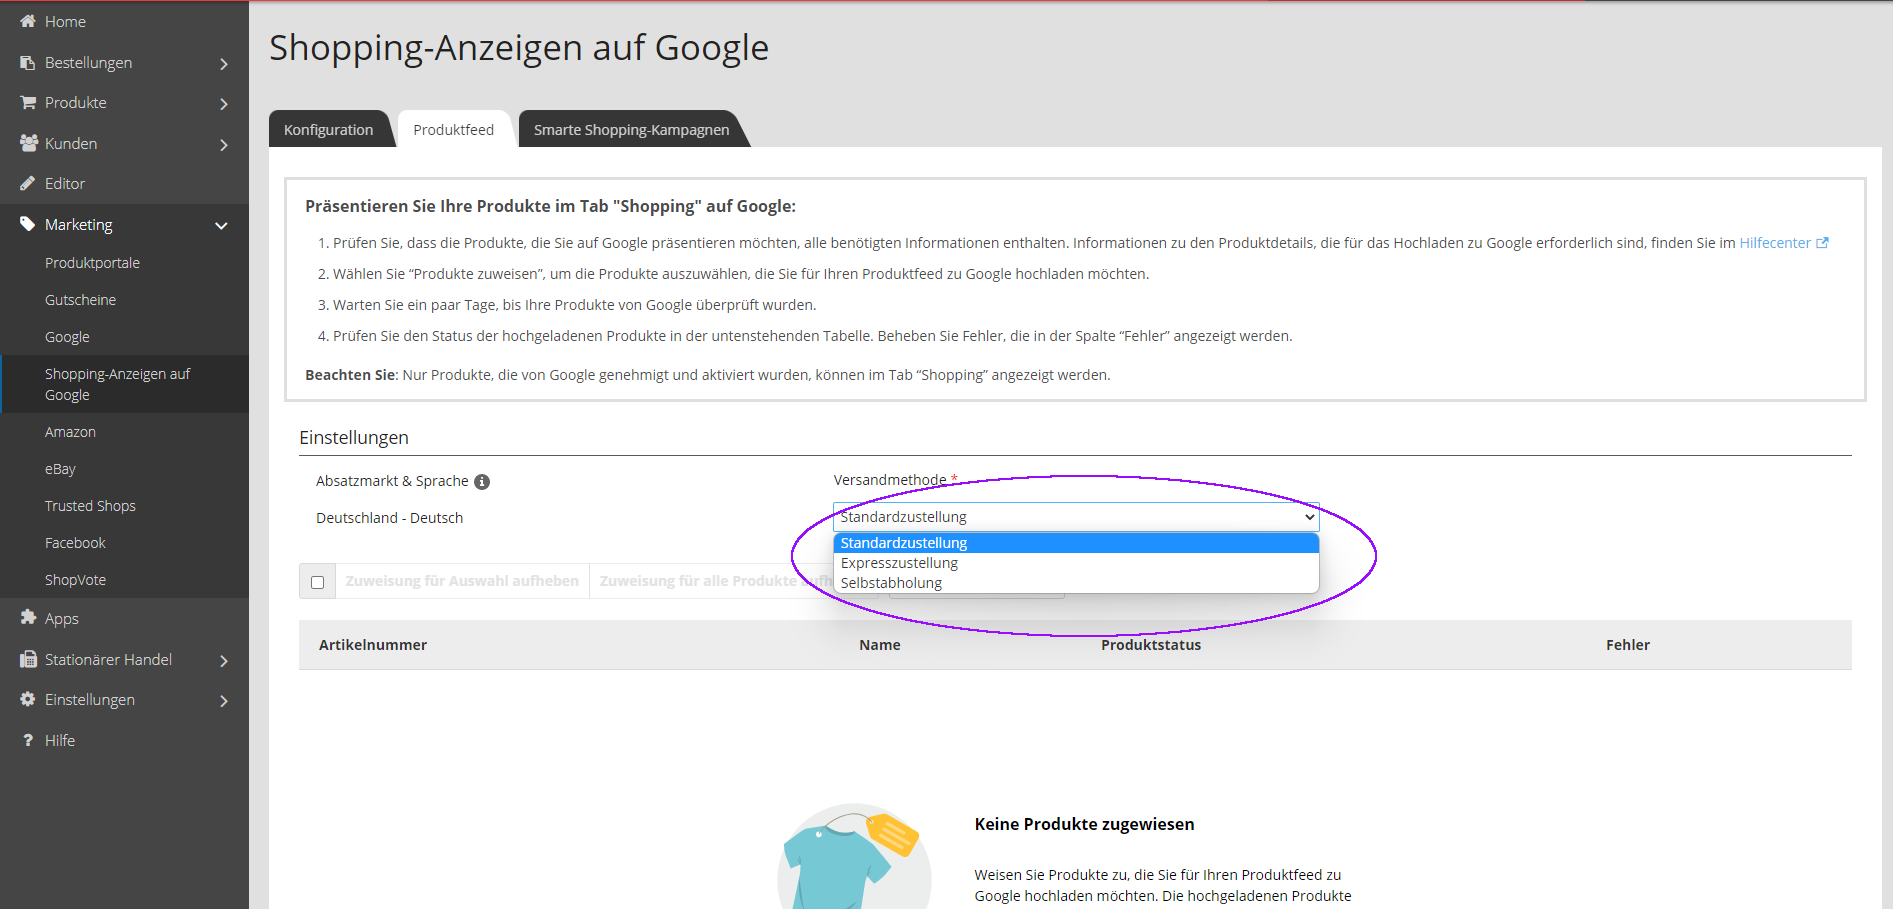 Home
Bestellungen
Produkte
Kunden
Editor
Marketing
Produktportale
Gutscheine
Google
Shopping-Anzeigen auf
Google
Amazon
eBay
Trusted Shops
Facebook
ShopVote
Apps
Stationärer Handel
Einstellungen
Hilfe
Shopping-Anzeigen auf Google
Konfiguration
Produktfeed
Smarte Shopping-Kampagnen
Präsentieren Sie Ihre Produkte im Tab "Shopping" auf Google:
1. Prüfen Sie, dass die Produkte, die Sie auf Google präsentieren möchten, alle benötigten Informationen enthalten. Informationen zu den Produktdetails, die für das Hochladen zu Google erforderlich sind, finden Sie im Hilfecenter
2. Wählen Sie “Produkte zuweisen”, um die Produkte auszuwählen, die Sie für Ihren Produktfeed zu Google hochladen möchten.
3. Warten Sie ein paar Tage, bis Ihre Produkte von Google überprüft wurden.
4. Prüfen Sie den Status der hochgeladenen Produkte in der untenstehenden Tabelle. Beheben Sie Fehler, die in der Spalte “Fehler” angezeigt werden.
Beachten Sie: Nur Produkte, die von Google genehmigt und aktiviert wurden, können im Tab “Shopping” angezeigt werden.
Einstellungen
Absatzmarkt & Sprache
Versandmethode *
Deutschland - Deutsch
Standardzustellung
Standardzustellung
Expresszustellung
Selbstabholung
Zuweisung für Auswahl aufheben
Zuweisung für alle Produkte
Artikelnummer Name Produktstatus Fehler
Keine Produkte zugewiesen
Weisen Sie Produkte zu, die Sie für Ihren Produktfeed zu
Google hochladen möchten. Die hochgeladenen Produkte